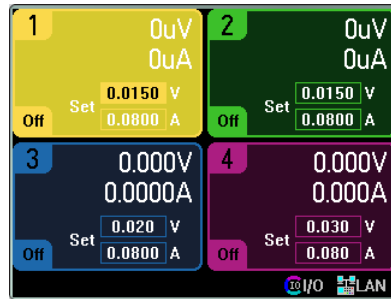 1 0uV 2 0uV
0uA 0uA
Set 0.0150 V Set 0.0150 V
Off 0.0800 A Off 0.0800 A
3 0.000V 4 0.000V
0.0000A 0.000A
Set 0.020 V Set 0.030 V
Off 0.0800 A Off 0.080 A
IO I/O LAN